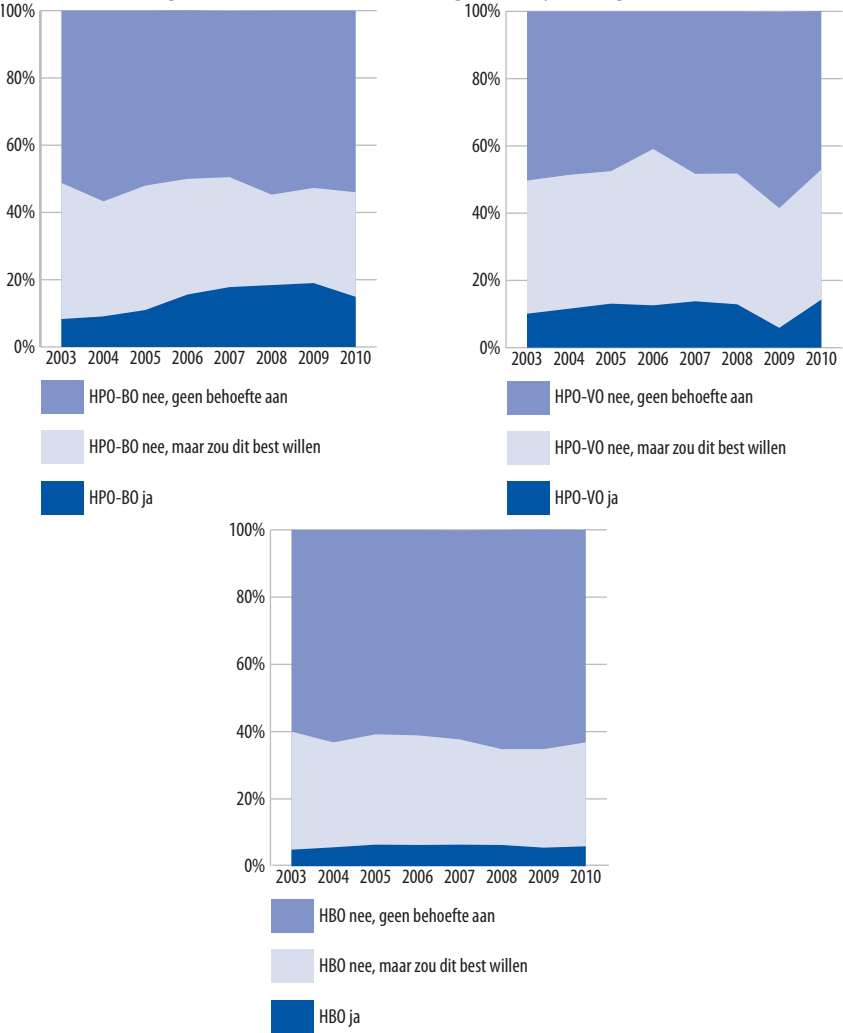 100%
80%
60%
40%
20%
0%
2003 2004 2005 2006 2007 2008 2009 2010
HPO-BO nee, geen behoefte aan
HPO-BO nee, maar zou dit best willen
HPO-BO ja
100%
80%
60%
40%
20%
0%
2003 2004 2005 2006 2007 2008 2009 2010
HPO-VO nee, geen behoefte aan
HPO-VO nee, maar zou dit best willen
HPO-VO ja
100%
80%
60%
40%
20%
0%
2003 2004 2005 2006 2007 2008 2009 2010
HBO nee, geen behoefte aan
HBO nee, maar zou dit best willen
HBO ja